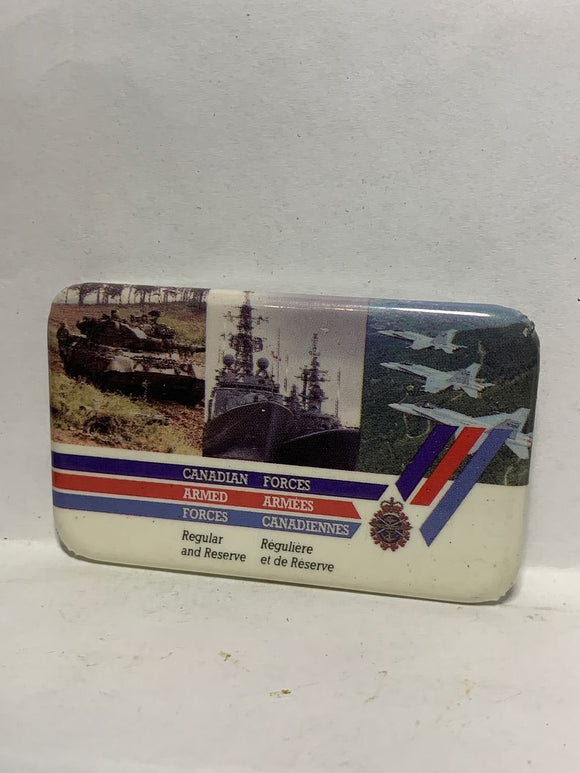 CANADIAN FORCES
ARMED ARMÉES
FORCES CANADIENNES
Regular Régulière
and Reserve et de Réserve